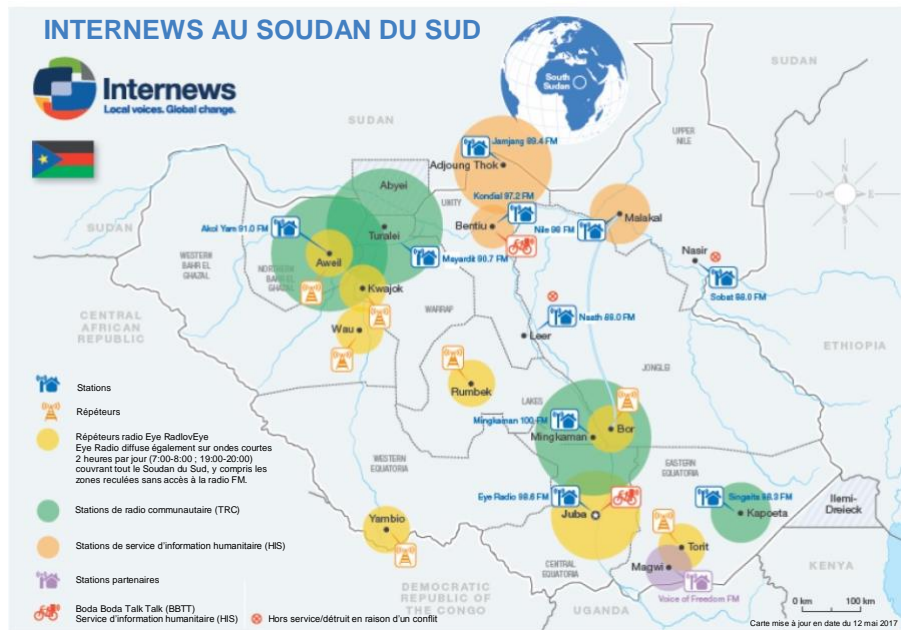 INTERNEWS AU SOUDAN DU SUD
Internews
Local voices. Global change.
South
Sudan
SUDAN
SUDAN
SUDAN
UPPER
NILE
Jamjang 89.4 FM
Adjoung Thok
Abyei
UNITY
Kondial 97.2 FM
Bentiu
Nile 98 FM
Malakal
Akol Yam 91.0 FM
Turalei
Aweil
Mayardit 90.7 FM
Nasir
Sobat 98.0 FM
WESTERN
BAHR EL
GHAZAL
NORTHERN
BAHR EL
GHAZAL
Kwajok
WARRAP
Naath 88.0 FM
Leer
CENTRAL
AFRICAN
REPUBLIC
Wau
ETHIOPIA
JONGLEI
Rumbek
LAKES
Mingkaman 100 FM
Mingkaman
Bor
WESTERN
EQUATORIA
EASTERN
EQUATORIA
Eye Radio 98.6 FM
Juba
Singaita 88.3 FM
Kapoeta
Ilemi-
Dreieck
Yambio
Torit
Magwi
CENTRAL
EQUATORIA
Voice of Freedom FM
DEMOCRATIC
REPUBLIC
OF THE CONGO
UGANDA
KENYA
N
O
E
S
0 km 100 km
Stations
Répéteurs
Répéteurs radio Eye RadlovEye
Eye Radio diffuse également sur ondes courtes
2 heures par jour (7:00-8:00 ; 19:00-20:00)
couvrant tout le Soudan du Sud, y compris les
zones reculées sans accès à la radio FM.
Stations de radio communautaire (TRC)
Stations de service d'information humanitaire (HIS)
Stations partenaires
Boda Boda Talk Talk (BBTT)
Service d'information humanitaire (HIS)
Hors service/détruit en raison d'un conflit
Carte mise à jour en date du 12 mai 2017